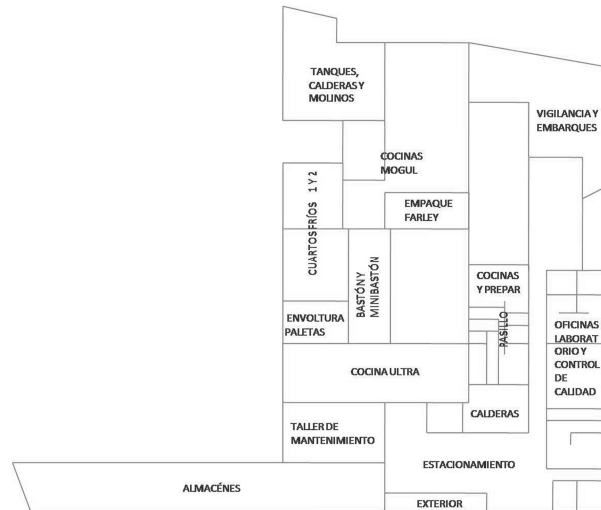 TANQUES,
CALDERAS Y
MOLINOS
VIGILANCIA Y
EMBARQUES
COCINAS
MOGUL
CUARTOS FRÍOS 1 Y 2
EMPAQUE
FARLEY
BASTÓN Y
MINIBASTÓN
COCINAS
Y PREPAR
PASILLO
ENVOLTURA
PALETAS
OFICINAS
LABORAT
ORIO Y
CONTROL
DE
CALIDAD
COCINA ULTRA
CALDERAS
TALLER DE
MANTENIMIENTO
ESTACIONAMIENTO
ALMACÉNES
EXTERIOR